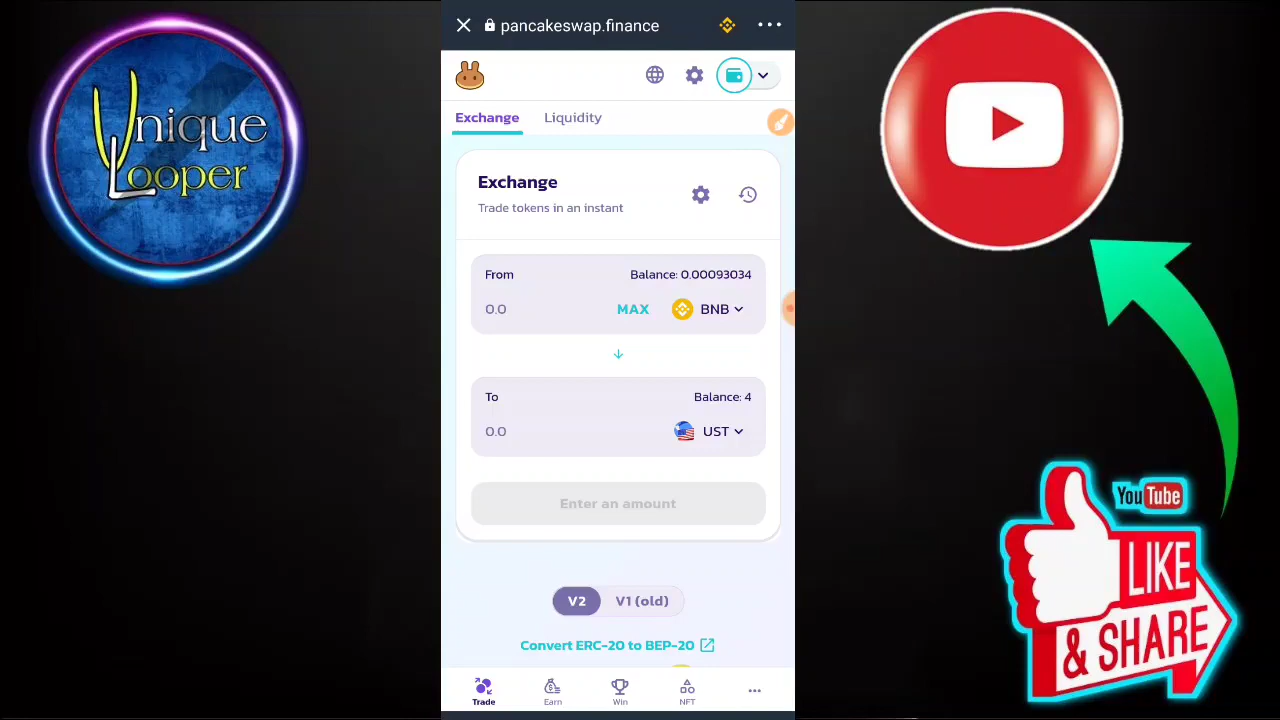 Unique
Looper
pancakeswap.finance
Exchange
Liquidity
Exchange
Trade tokens in an instant
From
Balance: 0.00093034
0.0
MAX
BNB
To
Balance: 4
0.0
UST
Enter an amount
V2
V1 (old)
Convert ERC-20 to BEP-20
Trade
Earn
Win
NFT
YouTube
LIKE
& SHARE